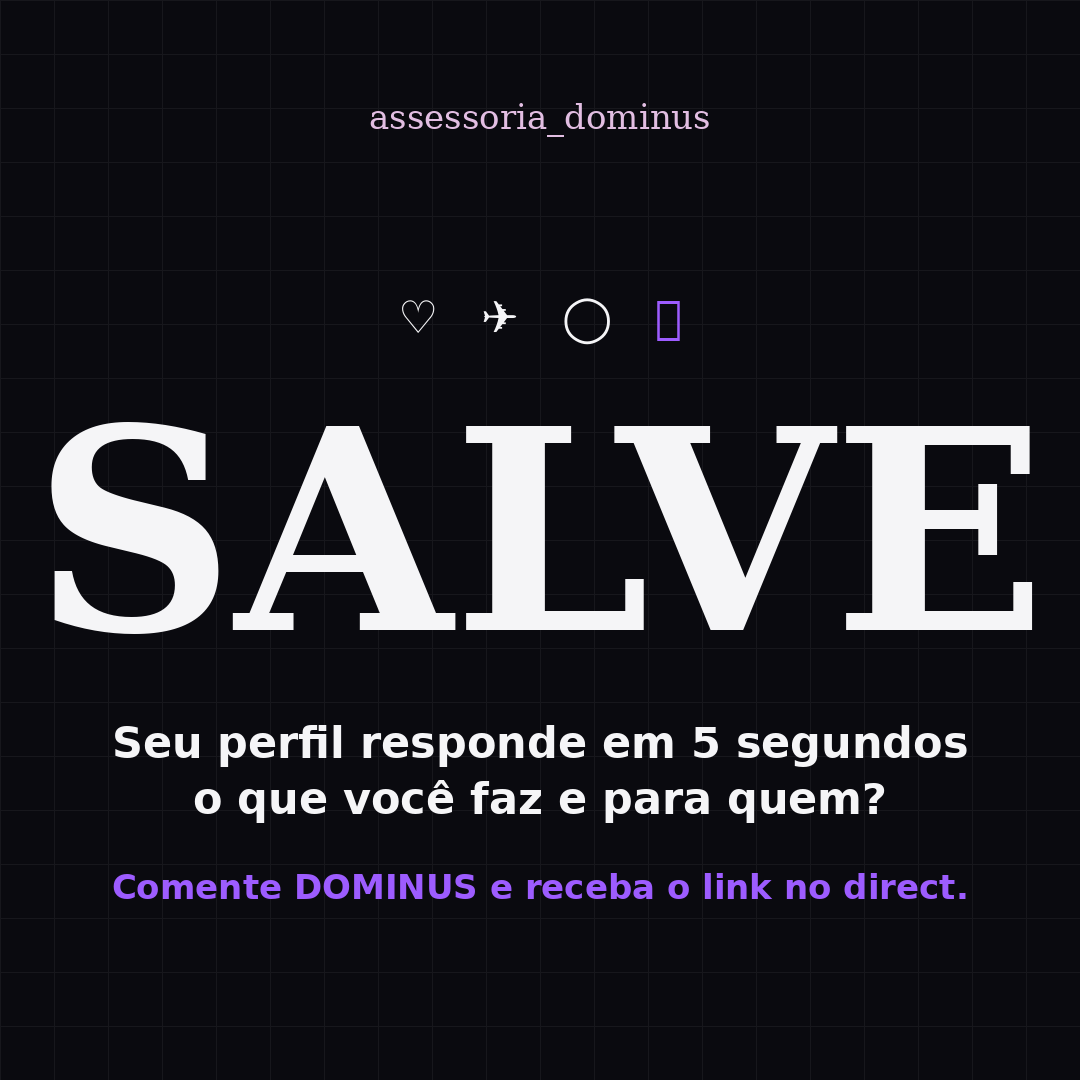 assessoria_dominus
♡ ✈ ◯
SALVE
Seu perfil responde em 5 segundos
o que você faz e para quem?
Comente DOMINUS e receba o link no direct.